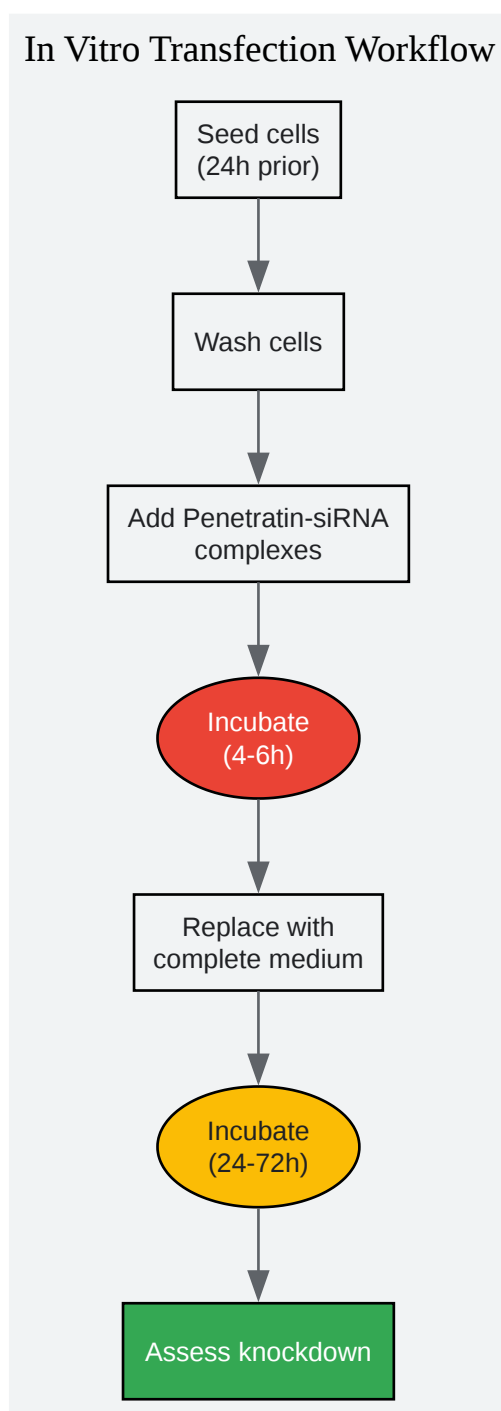 In Vitro Transfection Workflow
Seed cells
(24h prior)
Wash cells
Add Penetratin-siRNA
complexes
Incubate
(4-6h)
Replace with
complete medium
Incubate
(24-72h)
Assess knockdown